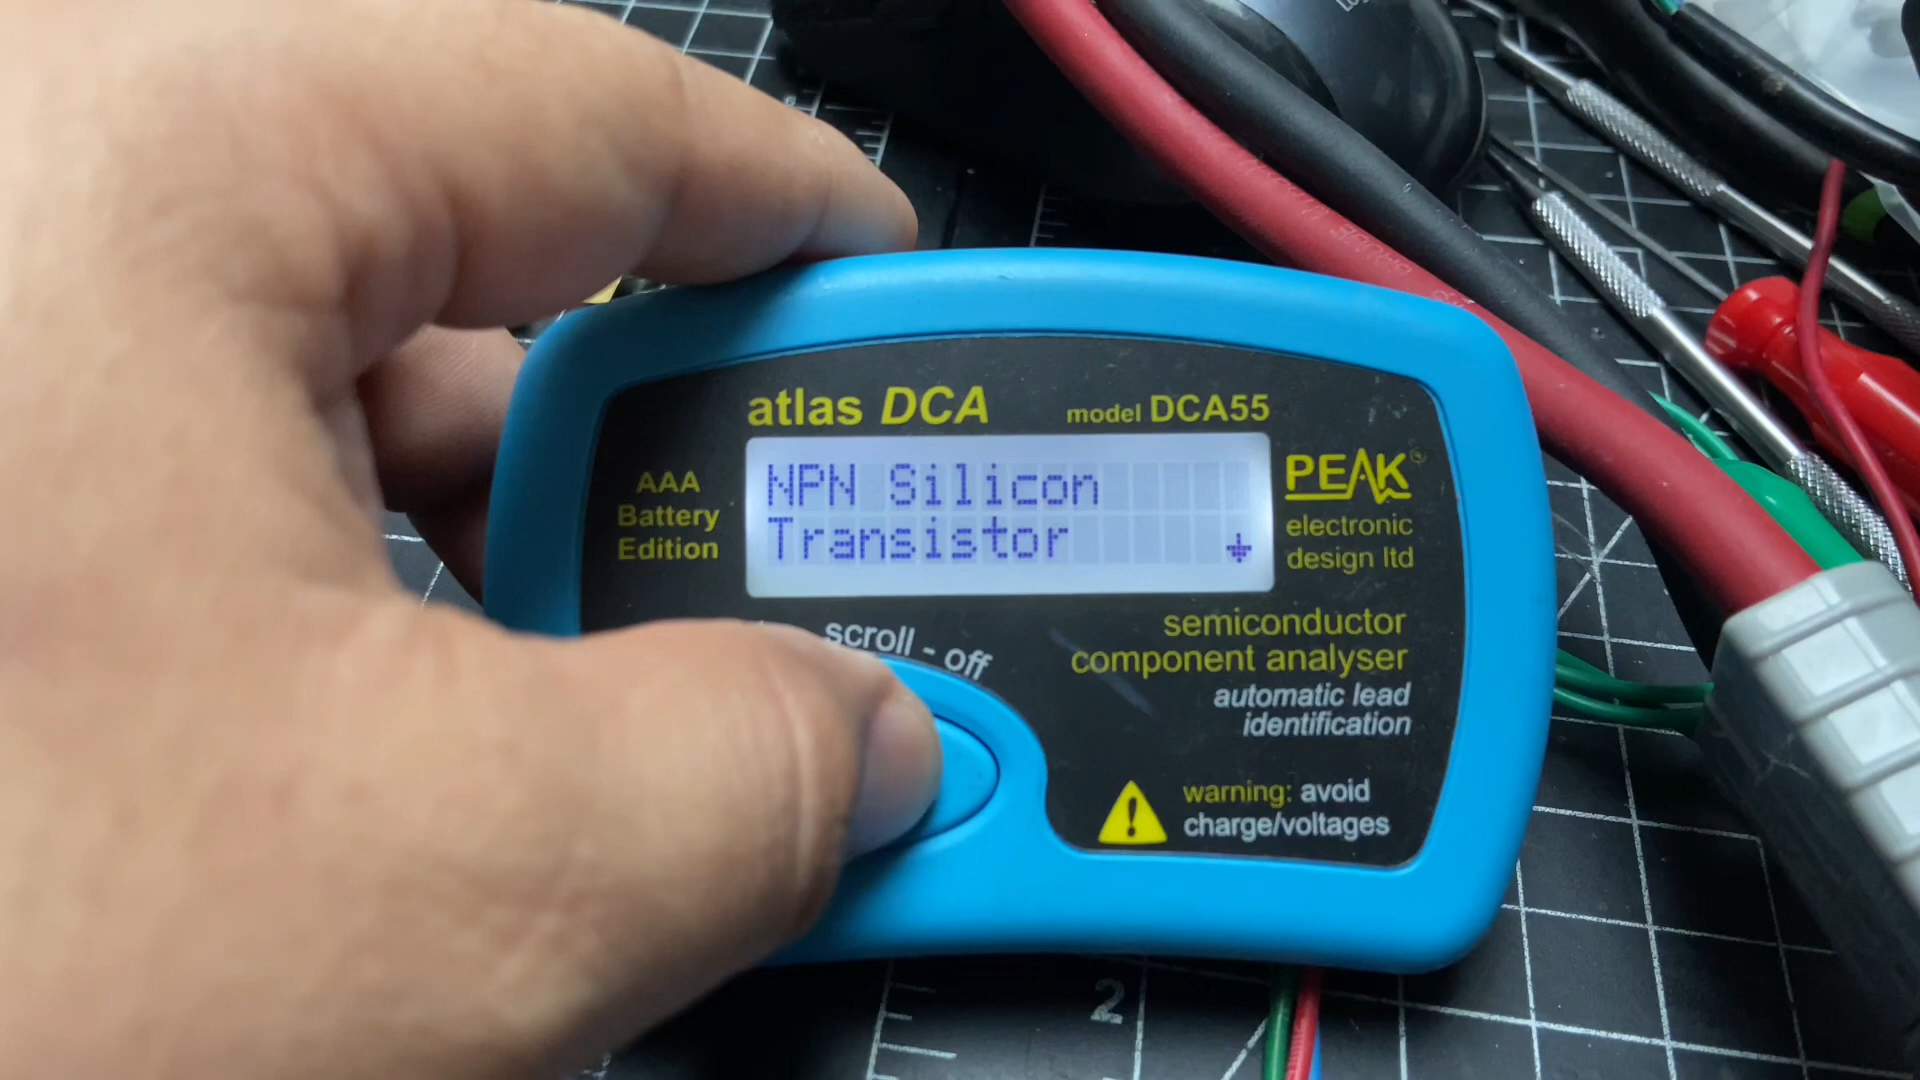 atlas DCA
model DCA55
AAA
Battery
Edition
NPN Silicon
Transistor
PEAK
electronic
design ltd
scroll - off
semiconductor
component analyser
automatic lead
identification
warning: avoid
charge/voltages
2